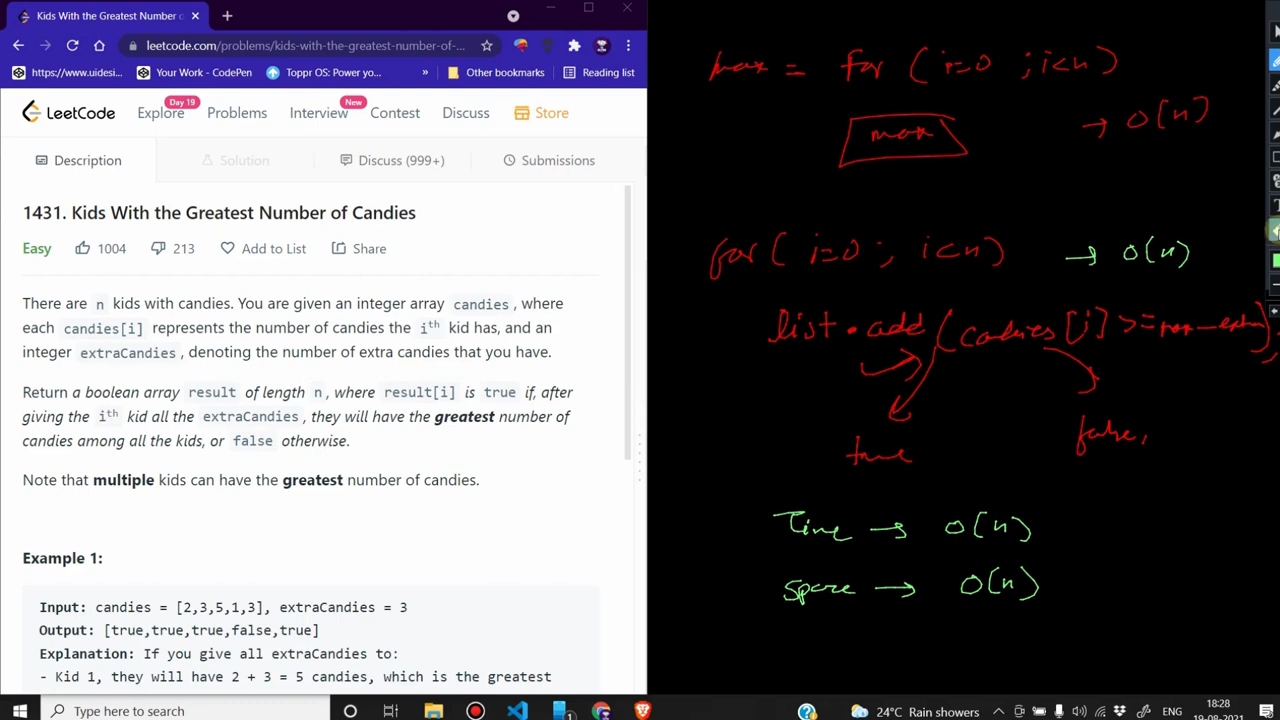 Kids With the Greatest Number o
leetcode.com/problems/kids-with-the-greatest-number-of-...
https://www.uidesi...
Your Work - CodePen
Toppr OS: Power yo...
»
Other bookmarks
Reading list
LeetCode
Explore
Day 19
Problems
Interview
New
Contest
Discuss
Store
Description
Solution
Discuss (999+)
Submissions
1431. Kids With the Greatest Number of Candies
Easy
1004
213
Add to List
Share
There are n kids with candies. You are given an integer array candies, where
each candies[i] represents the number of candies the ith kid has, and an
integer extraCandies, denoting the number of extra candies that you have.
Return a boolean array result of length n, where result[i] is true if, after
giving the ith kid all the extraCandies, they will have the greatest number of
candies among all the kids, or false otherwise.
Note that multiple kids can have the greatest number of candies.
Example 1:
Input: candies = [2,3,5,1,3], extraCandies = 3
Output: [true,true,true,false,true]
Explanation: If you give all extraCandies to:
- Kid 1, they will have 2 + 3 = 5 candies, which is the greatest
max = for (i=0 ; i<n)
max → O(n)
for( i=0 ; i<n) → O(n)
list.add(candies[i] >= max-extra)
true
false,
Time → O(n)
Space → O(n)
Type here to search
24°C Rain showers
ENG
18:28
19-08-2021